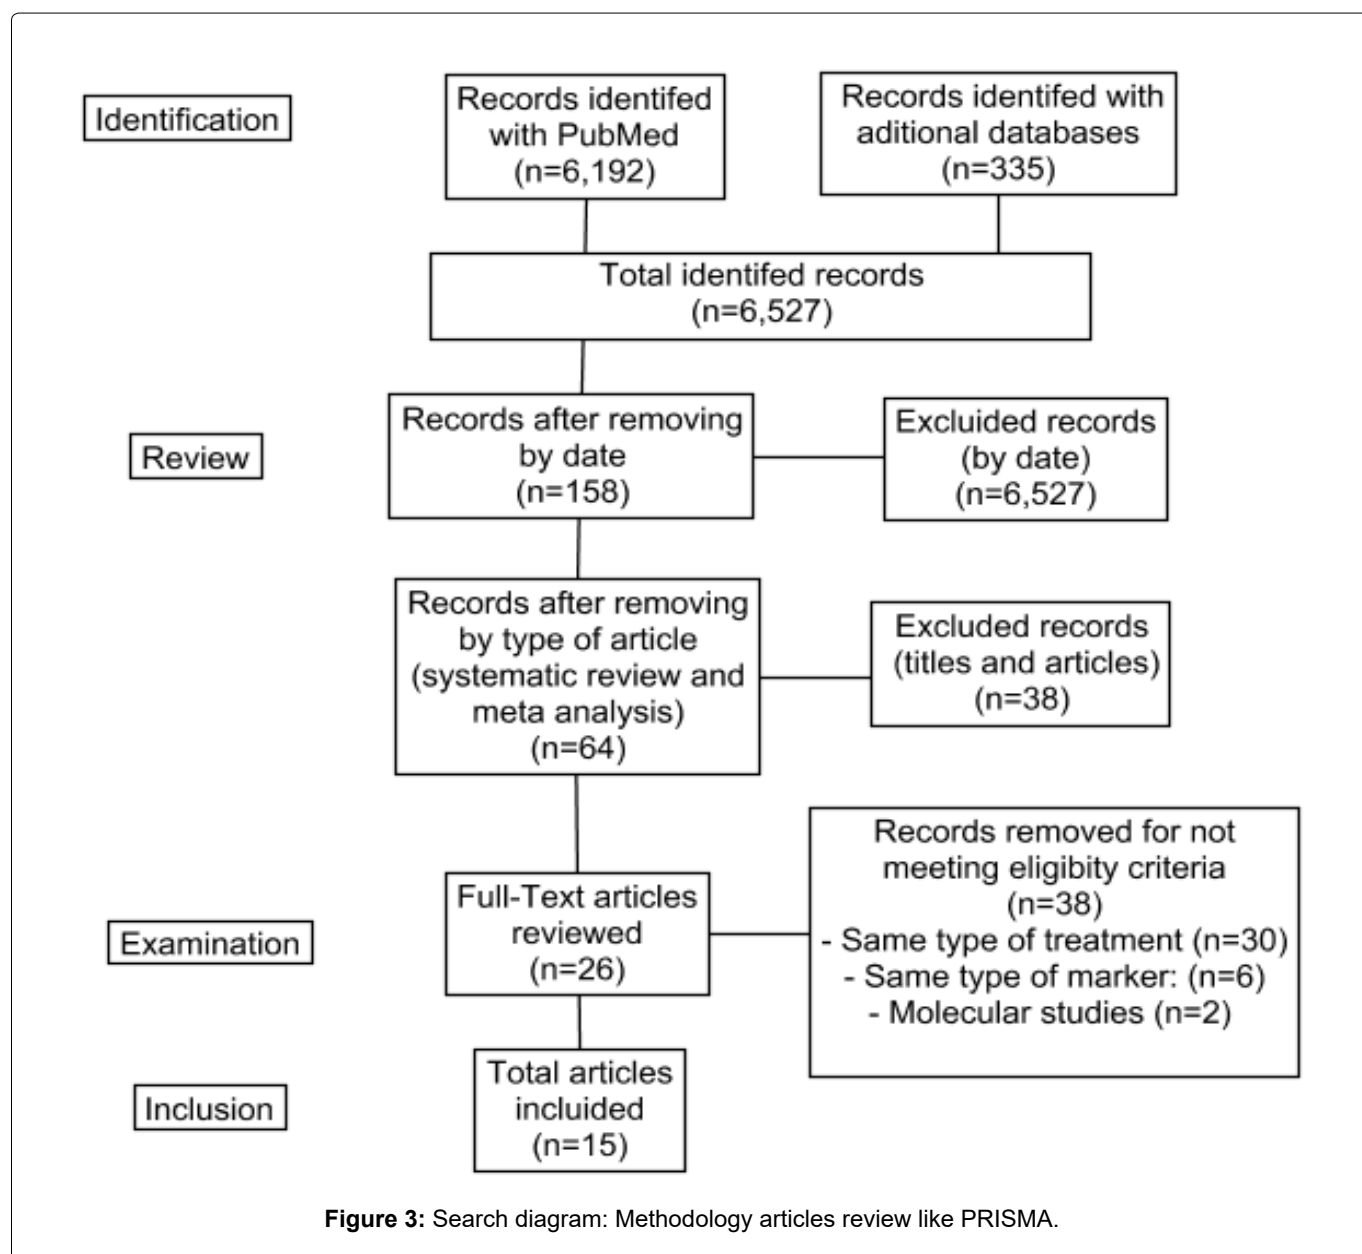 Identification
Records identifed
with PubMed
(n=6,192)
Records identifed with
aditional databases
(n=335)
Total identifed records
(n=6,527)
Review
Records after removing
by date
(n=158)
Excluided records
(by date)
(n=6,527)
Records after removing
by type of article
(systematic review and
meta analysis)
(n=64)
Excluded records
(titles and articles)
(n=38)
Examination
Full-Text articles
reviewed
(n=26)
Records removed for not
meeting eligibity criteria
(n=38)
- Same type of treatment (n=30)
- Same type of marker: (n=6)
- Molecular studies (n=2)
Inclusion
Total articles
incluided
(n=15)
Figure 3: Search diagram: Methodology articles review like PRISMA.